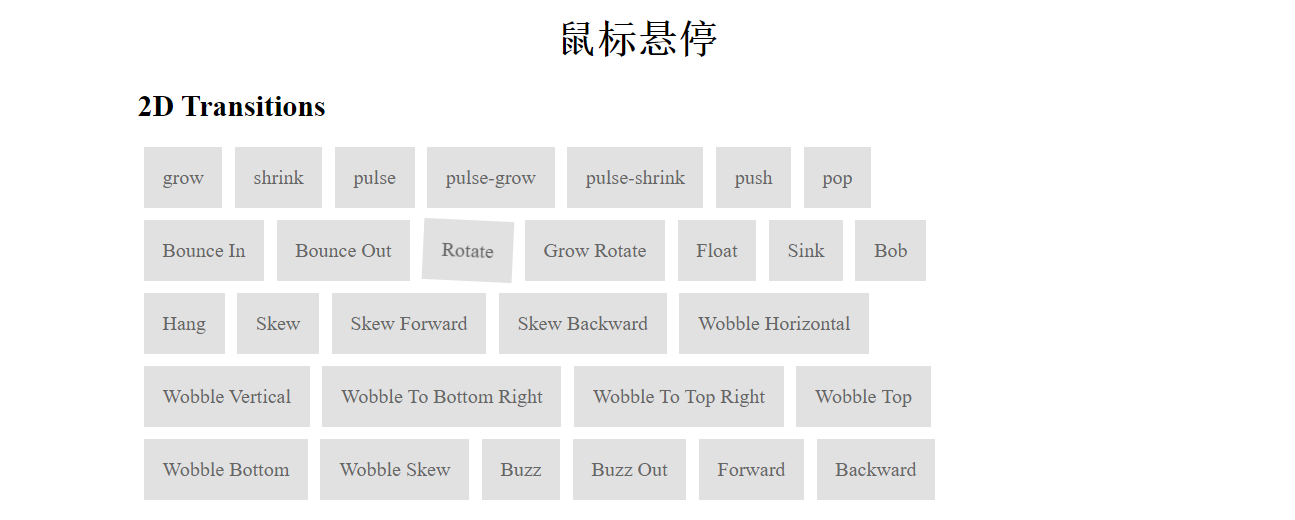 鼠标悬停
2D Transitions
grow shrink pulse pulse-grow pulse-shrink push pop
Bounce In Bounce Out Rotate Grow Rotate Float Sink Bob
Hang Skew Skew Forward Skew Backward Wobble Horizontal
Wobble Vertical Wobble To Bottom Right Wobble To Top Right Wobble Top
Wobble Bottom Wobble Skew Buzz Buzz Out Forward Backward